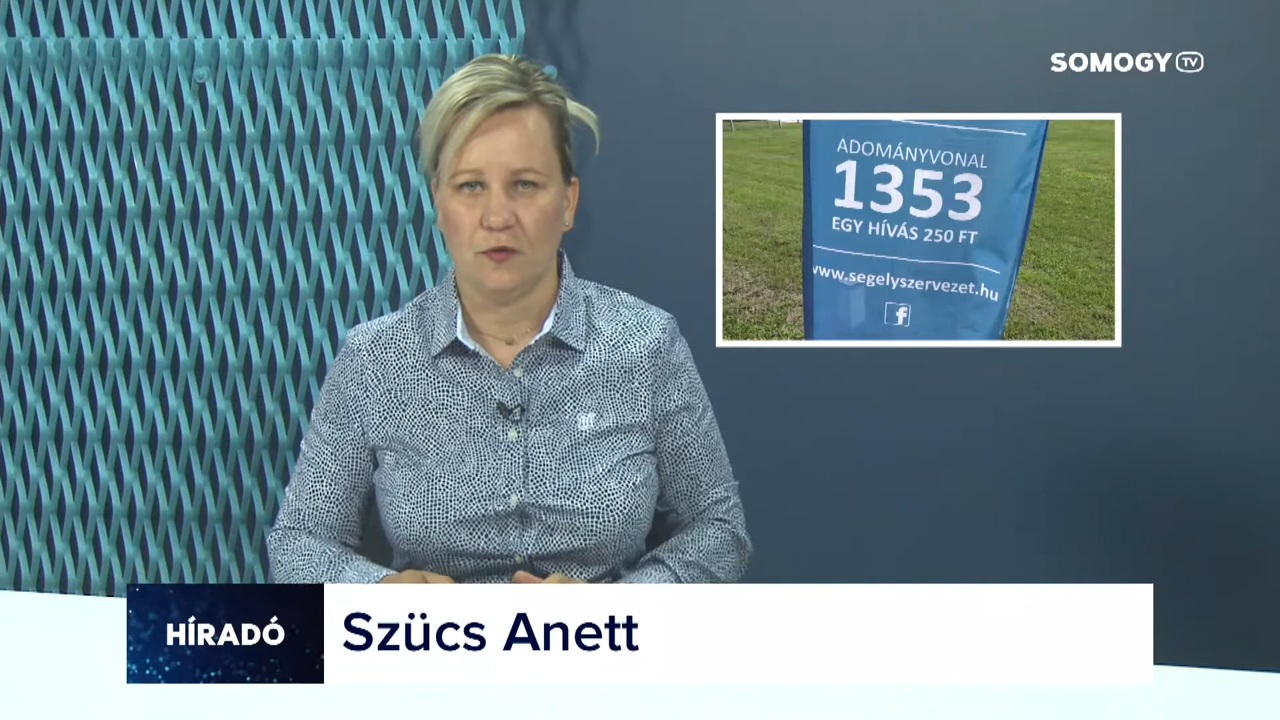 SOMOGY TV
ADOMÁNYVONAL
1353
EGY HÍVÁS 250 FT
www.segelyszervezet.hu
f
HÍRADÓ
Szücs Anett